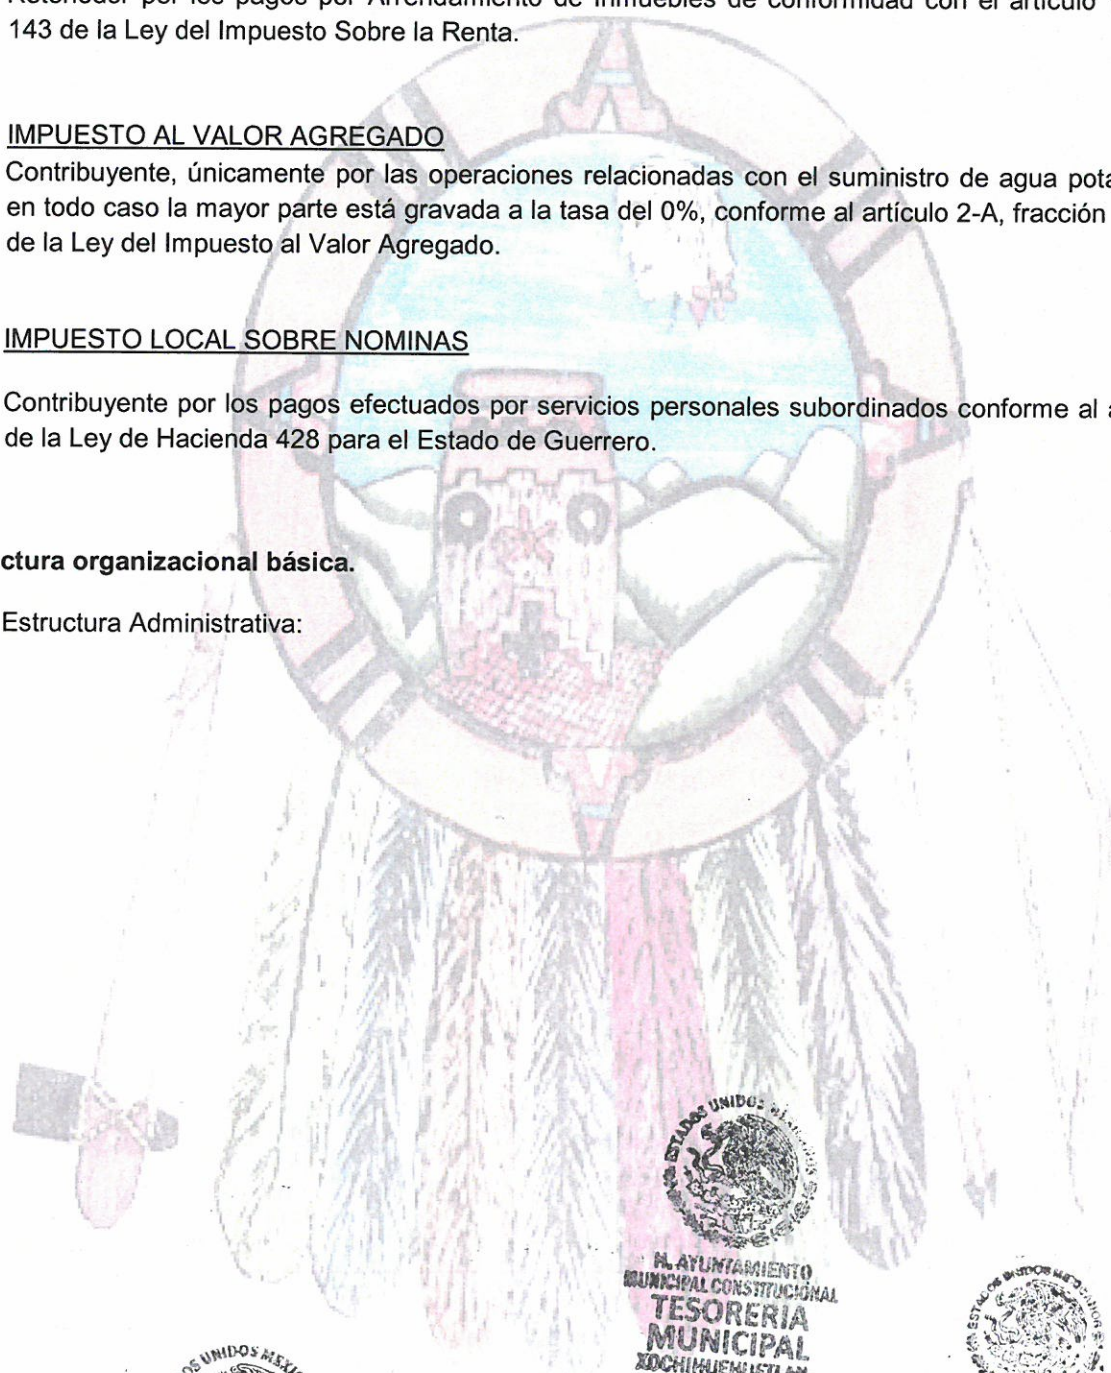 143 de la Ley del Impuesto Sobre la Renta.
IMPUESTO AL VALOR AGREGADO
Contribuyente, únicamente por las operaciones relacionadas con el suministro de agua pota
en todo caso la mayor parte está gravada a la tasa del 0%, conforme al artículo 2-A, fracción
de la Ley del Impuesto al Valor Agregado.
IMPUESTO LOCAL SOBRE NOMINAS
Contribuyente por los pagos efectuados por servicios personales subordinados conforme al a
de la Ley de Hacienda 428 para el Estado de Guerrero.
ctura organizacional básica.
Estructura Administrativa:
ESTADOS UNIDOS
H. AYUNTAMIENTO
MUNICIPAL CONSTITUCIONAL
TESORERIA
MUNICIPAL
UNIDOS
UNIDOS